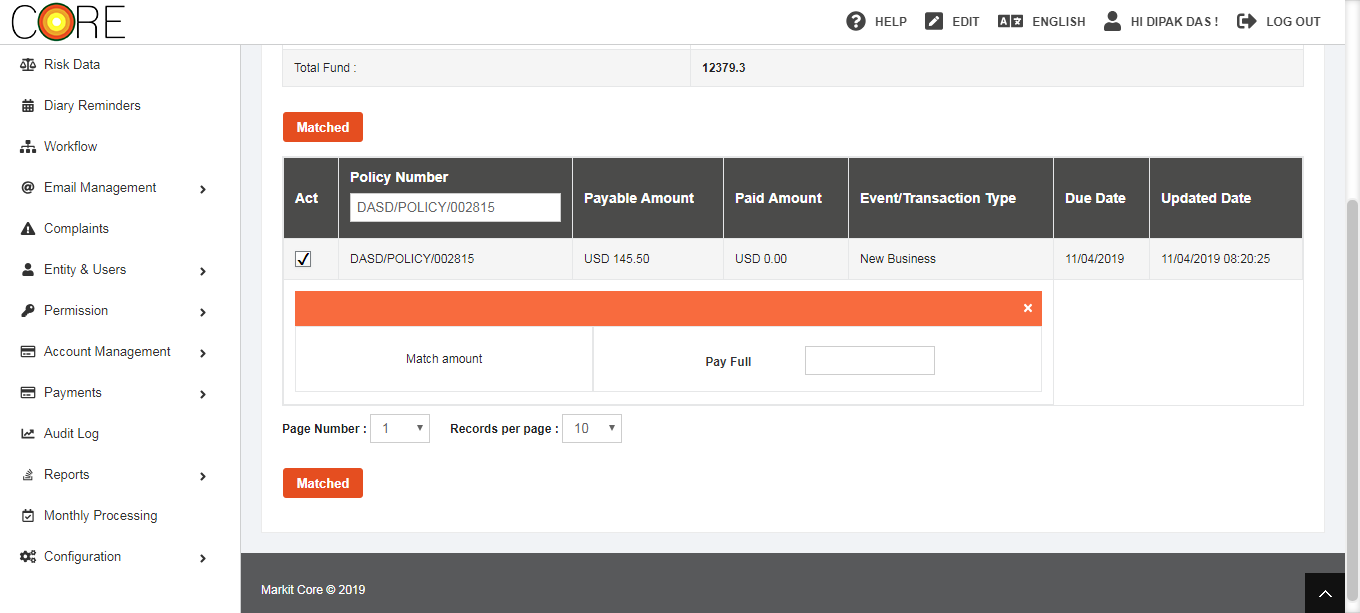 CORE
HELP
EDIT
ENGLISH
HI DIPAK DAS !
LOG OUT
Risk Data
Diary Reminders
Workflow
Email Management
Complaints
Entity & Users
Permission
Account Management
Payments
Audit Log
Reports
Monthly Processing
Configuration
Total Fund : 12379.3
Matched
Act Policy Number Payable Amount Paid Amount Event/Transaction Type Due Date Updated Date
DASD/POLICY/002815
DASD/POLICY/002815 USD 145.50 USD 0.00 New Business 11/04/2019 11/04/2019 08:20:25
×
Match amount Pay Full
Page Number : 1 Records per page : 10
Matched
Markit Core © 2019